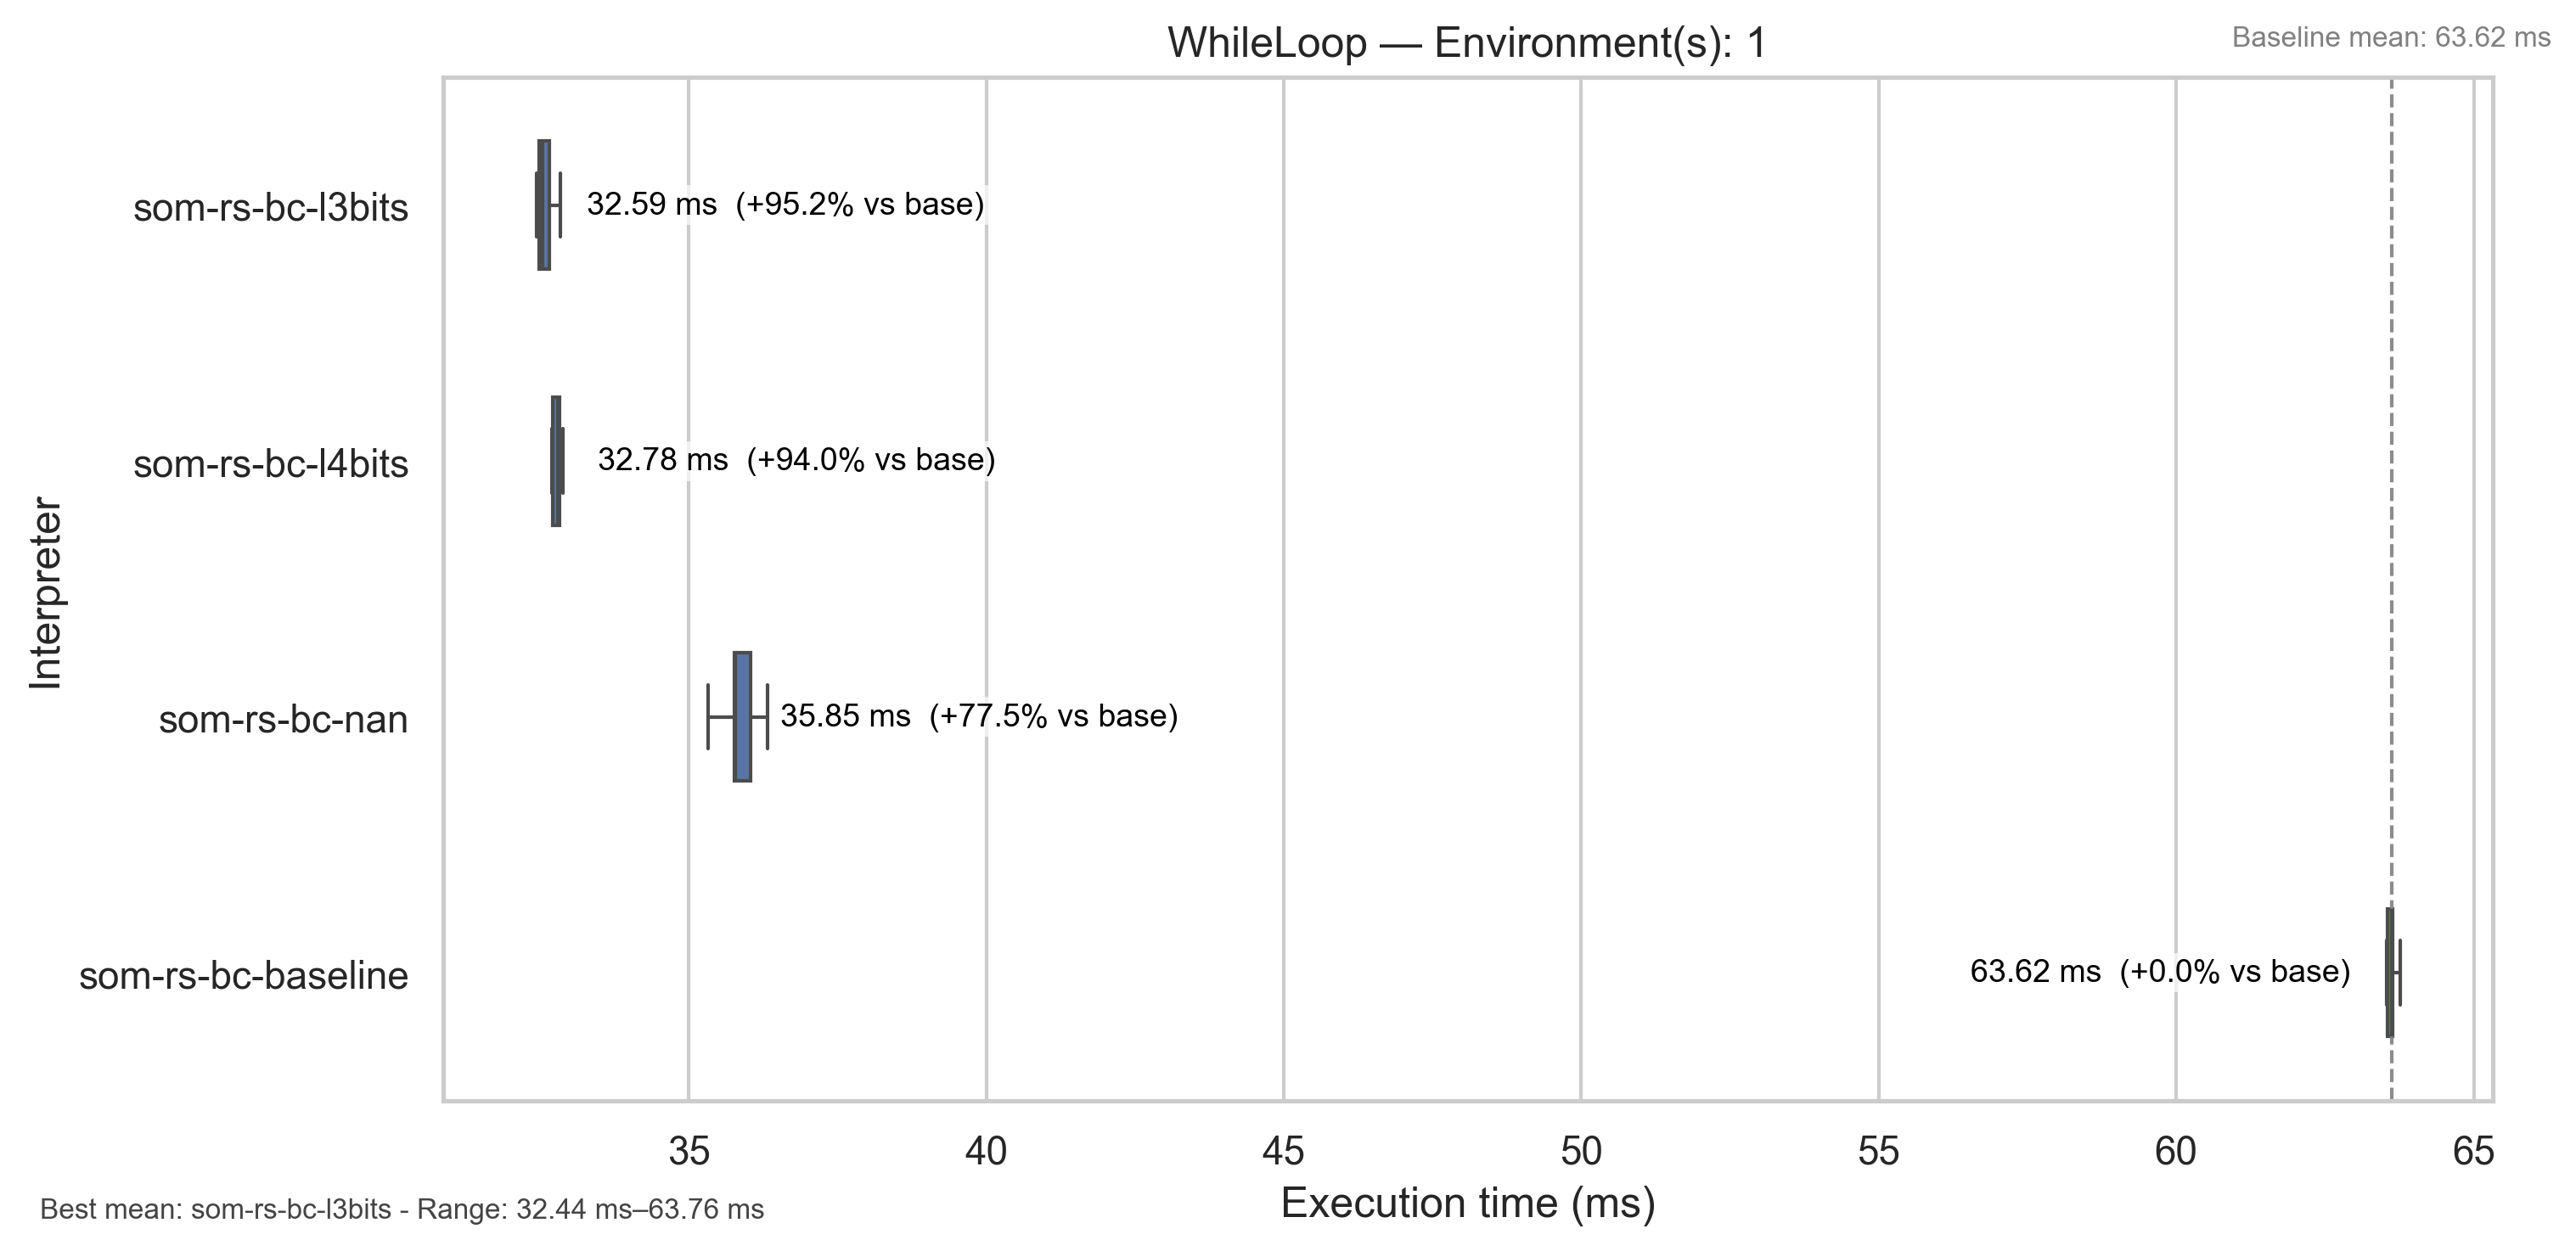 WhileLoop — Environment(s): 1
Baseline mean: 63.62 ms
Interpreter
som-rs-bc-l3bits
32.59 ms  (+95.2% vs base)
som-rs-bc-l4bits
32.78 ms  (+94.0% vs base)
som-rs-bc-nan
35.85 ms  (+77.5% vs base)
som-rs-bc-baseline
63.62 ms  (+0.0% vs base)
35 40 45 50 55 60 65
Execution time (ms)
Best mean: som-rs-bc-l3bits - Range: 32.44 ms–63.76 ms